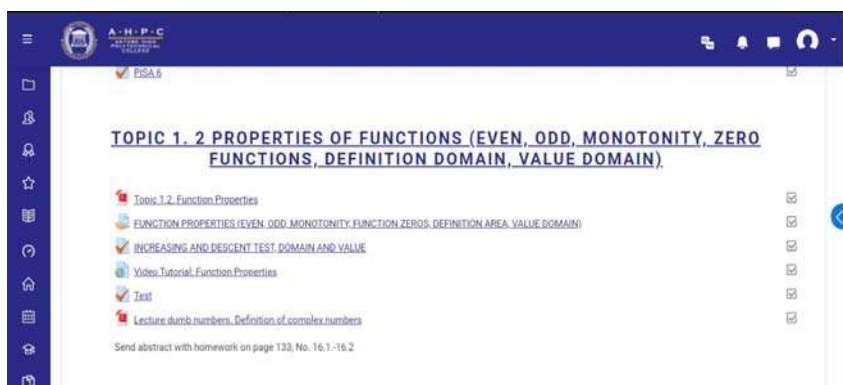 A·H·P·C
POLYTECHNICAL
COLLEGE
PISA 6
TOPIC 1. 2 PROPERTIES OF FUNCTIONS (EVEN, ODD, MONOTONITY, ZERO
FUNCTIONS, DEFINITION DOMAIN, VALUE DOMAIN)
Topic 1.2. Function Properties
FUNCTION PROPERTIES (EVEN, ODD, MONOTONITY, FUNCTION ZEROS, DEFINITION AREA, VALUE DOMAIN)
INCREASING AND DESCENT TEST, DOMAIN AND VALUE
Video Tutorial: Function Properties
Test
Lecture dumb numbers. Definition of complex numbers
Send abstract with homework on page 133, No. 16.1.-16.2